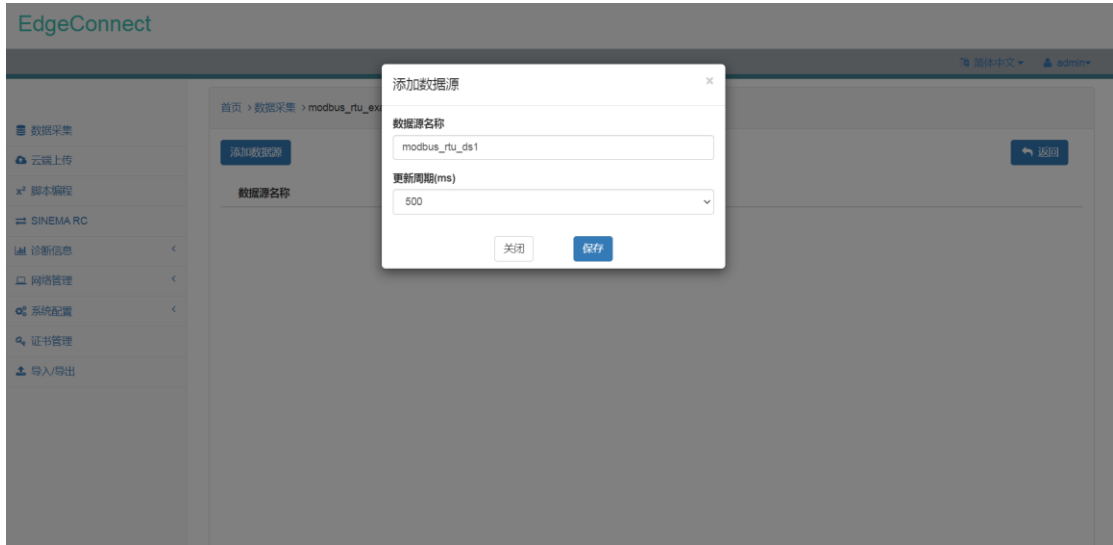 EdgeConnect
简体中文 admin
添加数据源 ×
首页 > 数据采集 > modbus_rtu_exa
数据源名称
modbus_rtu_ds1
更新周期(ms)
500
关闭 保存
添加数据源 返回
数据源名称
数据采集
云端上传
x² 脚本编程
SINEMA RC
诊断信息
网络管理
系统配置
证书管理
导入/导出